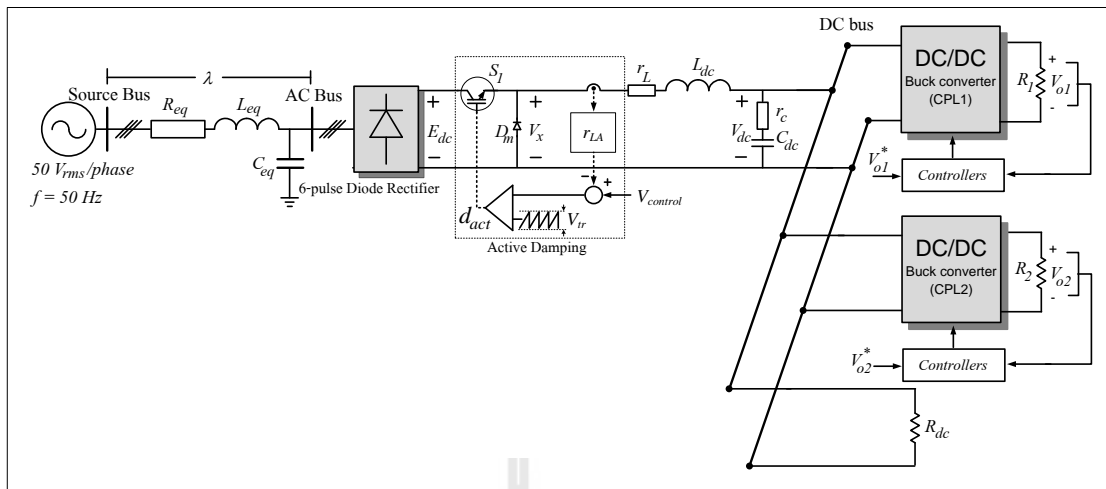 DC bus
Source Bus
λ
AC Bus
R_eq
L_eq
C_eq
50 V_rms/phase
f = 50 Hz
6-pulse Diode Rectifier
+
E_dc
−
S_1
D_m
+
V_x
−
r_LA
−
+
V_control
d_act
V_tr
Active Damping
r_L
L_dc
+
V_dc
−
r_c
C_dc
DC/DC
Buck converter
(CPL1)
R_1
+
V_o1
-
V_o1^*
Controllers
DC/DC
Buck converter
(CPL2)
R_2
+
V_o2
-
V_o2^*
Controllers
R_dc